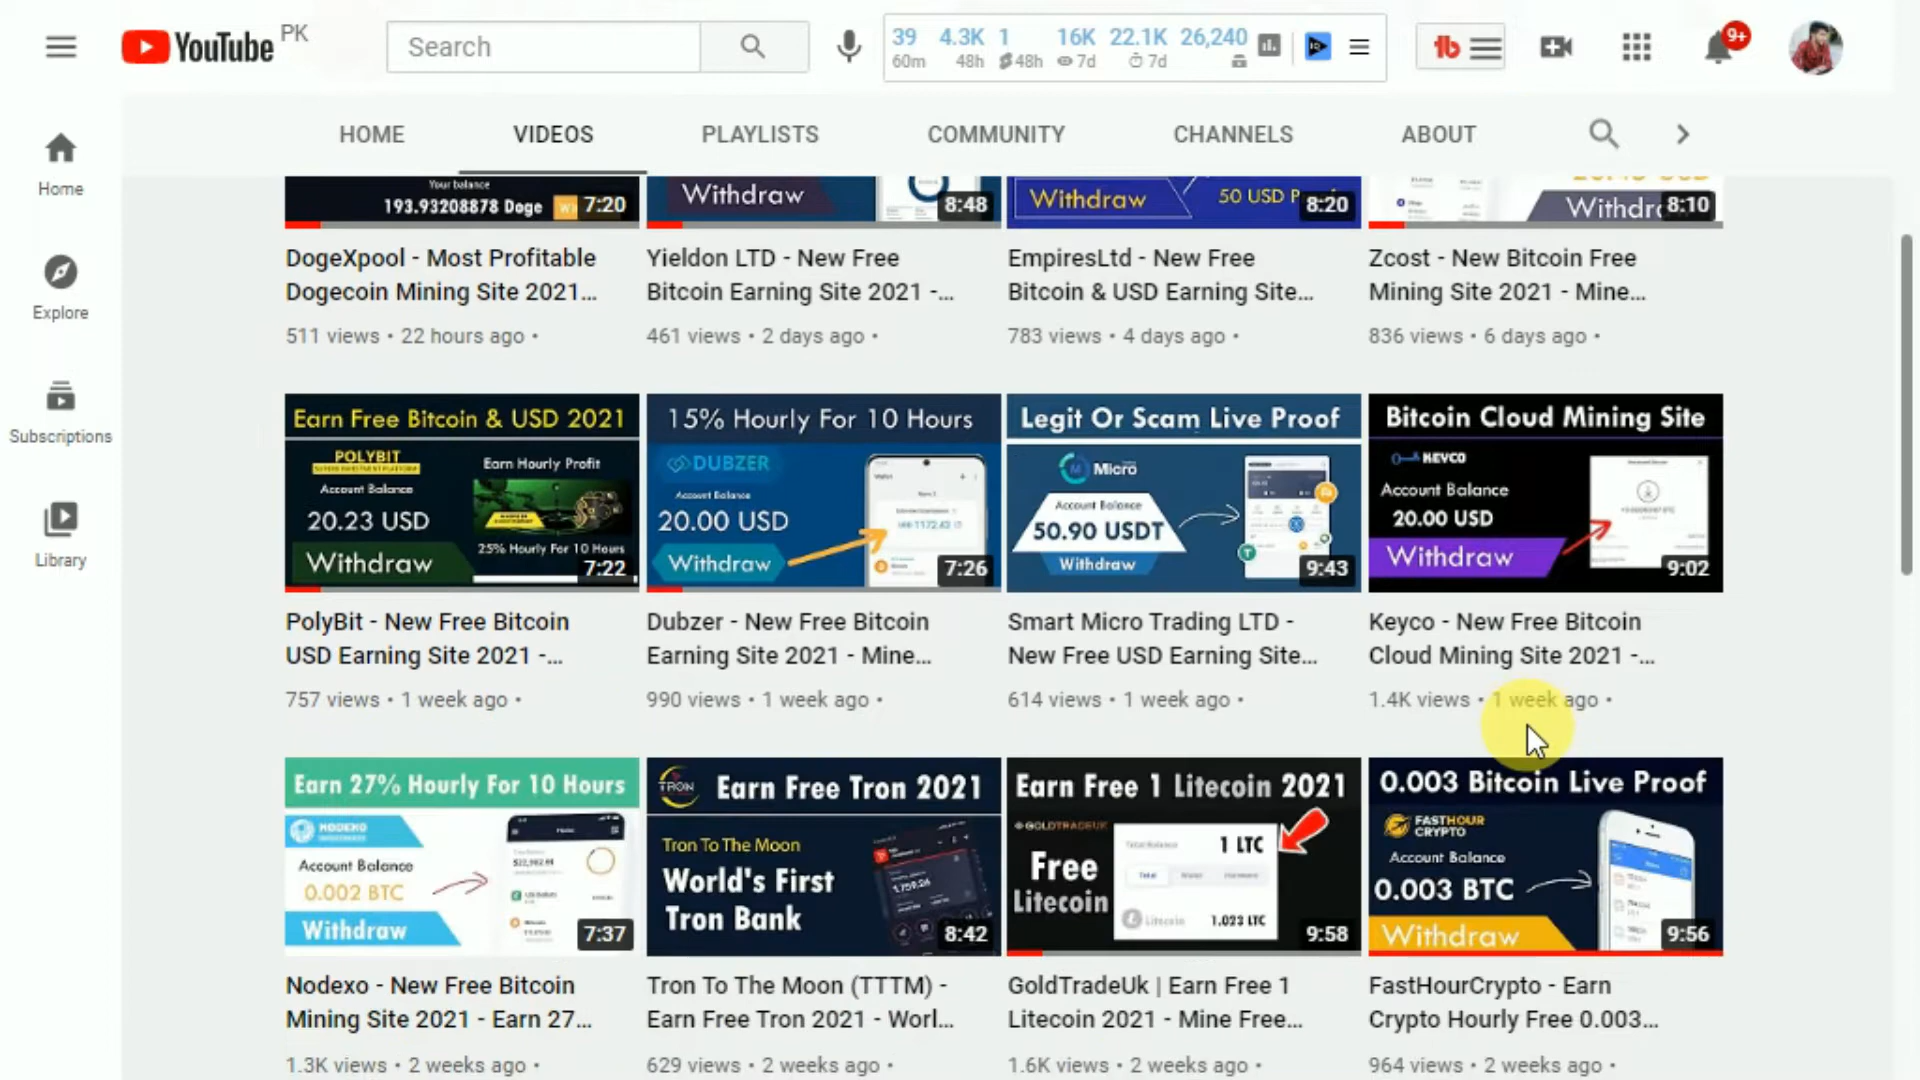 YouTube PK
Search
39 4.3K 1 16K 22.1K 26,240
60m 48h 48h 7d 7d
9+
HOME VIDEOS PLAYLISTS COMMUNITY CHANNELS ABOUT
Home
Explore
Subscriptions
Library
Your balance
193.93208878 Doge
7:20
Withdraw
8:48
Withdraw
50 USD
8:20
8:10
DogeXpool - Most Profitable
Dogecoin Mining Site 2021...
511 views • 22 hours ago •
Yieldon LTD - New Free
Bitcoin Earning Site 2021 -...
461 views • 2 days ago •
EmpiresLtd - New Free
Bitcoin & USD Earning Site...
783 views • 4 days ago •
Zcost - New Bitcoin Free
Mining Site 2021 - Mine...
836 views • 6 days ago •
Earn Free Bitcoin & USD 2021
POLYBIT
Account Balance
20.23 USD
Withdraw
Earn Hourly Profit
25% Hourly For 10 Hours
7:22
15% Hourly For 10 Hours
DUBZER
Account Balance
20.00 USD
Withdraw
7:26
Legit Or Scam Live Proof
Micro
Account Balance
50.90 USDT
Withdraw
9:43
Bitcoin Cloud Mining Site
KEYCO
Account Balance
20.00 USD
Withdraw
9:02
PolyBit - New Free Bitcoin
USD Earning Site 2021 -...
757 views • 1 week ago •
Dubzer - New Free Bitcoin
Earning Site 2021 - Mine...
990 views • 1 week ago •
Smart Micro Trading LTD -
New Free USD Earning Site...
614 views • 1 week ago •
Keyco - New Free Bitcoin
Cloud Mining Site 2021 -...
1.4K views • 1 week ago •
Earn 27% Hourly For 10 Hours
NODEXO
Account Balance
0.002 BTC
Withdraw
7:37
TRON
Earn Free Tron 2021
Tron To The Moon
World's First
Tron Bank
8:42
Earn Free 1 Litecoin 2021
GOLDTRADEUK
Free
Litecoin
Total Balance 1 LTC
Total
Litecoin 1.023 LTC
9:58
0.003 Bitcoin Live Proof
FASTHOUR
CRYPTO
Account Balance
0.003 BTC
Withdraw
9:56
Nodexo - New Free Bitcoin
Mining Site 2021 - Earn 27...
1.3K views • 2 weeks ago •
Tron To The Moon (TTTM) -
Earn Free Tron 2021 - Worl...
629 views • 2 weeks ago •
GoldTradeUk | Earn Free 1
Litecoin 2021 - Mine Free...
1.6K views • 2 weeks ago •
FastHourCrypto - Earn
Crypto Hourly Free 0.003...
964 views • 2 weeks ago •